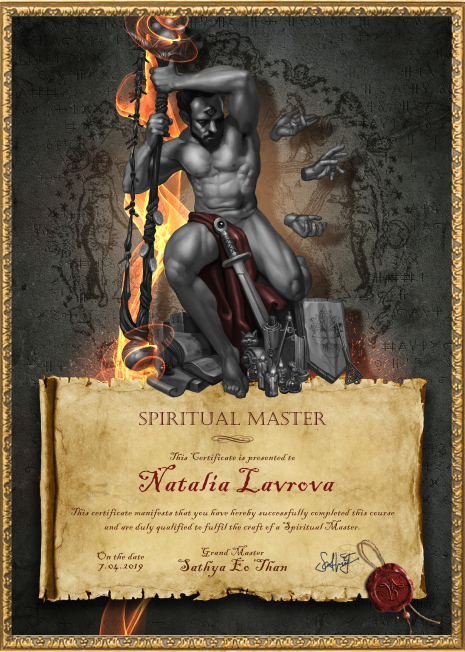 SPIRITUAL MASTER
This Certificate is presented to
Natalia Lavrova
This certificate manifests that you have hereby successfully completed this course
and are duly qualified to fulfil the craft of a Spiritual Master.
On the date
7.04.2019
Grand Master
Sathya Eo Than